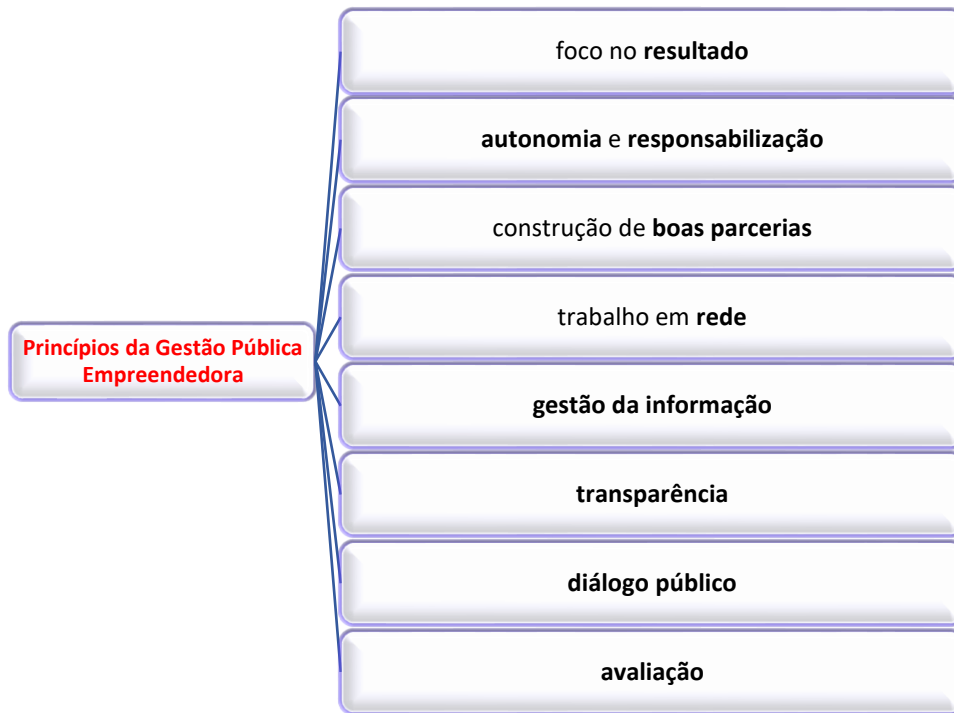 foco no resultado
autonomia e responsabilização
construção de boas parcerias
trabalho em rede
Princípios da Gestão Pública
Empreendedora
gestão da informação
transparência
diálogo público
avaliação